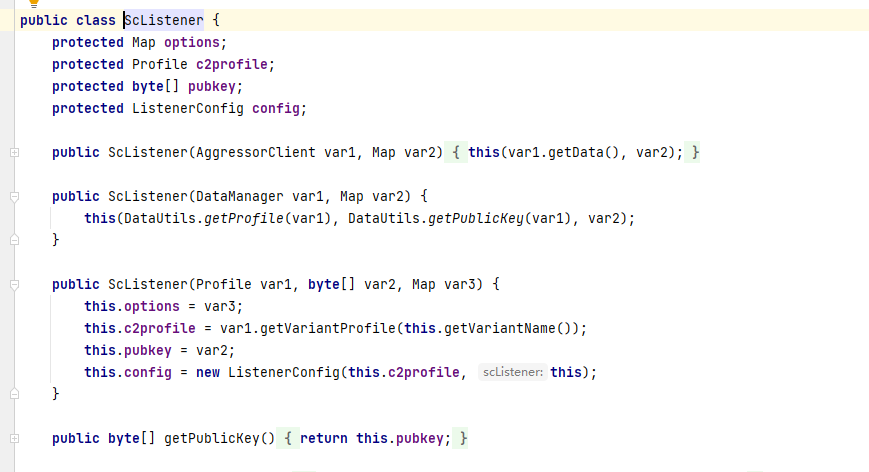 public class ScListener {
protected Map options;
protected Profile c2profile;
protected byte[] pubkey;
protected ListenerConfig config;
public ScListener(AggressorClient var1, Map var2) { this(var1.getData(), var2); }
public ScListener(DataManager var1, Map var2) {
this(DataUtils.getProfile(var1), DataUtils.getPublicKey(var1), var2);
}
public ScListener(Profile var1, byte[] var2, Map var3) {
this.options = var3;
this.c2profile = var1.getVariantProfile(this.getVariantName());
this.pubkey = var2;
this.config = new ListenerConfig(this.c2profile, scListener: this);
}
public byte[] getPublicKey() { return this.pubkey; }